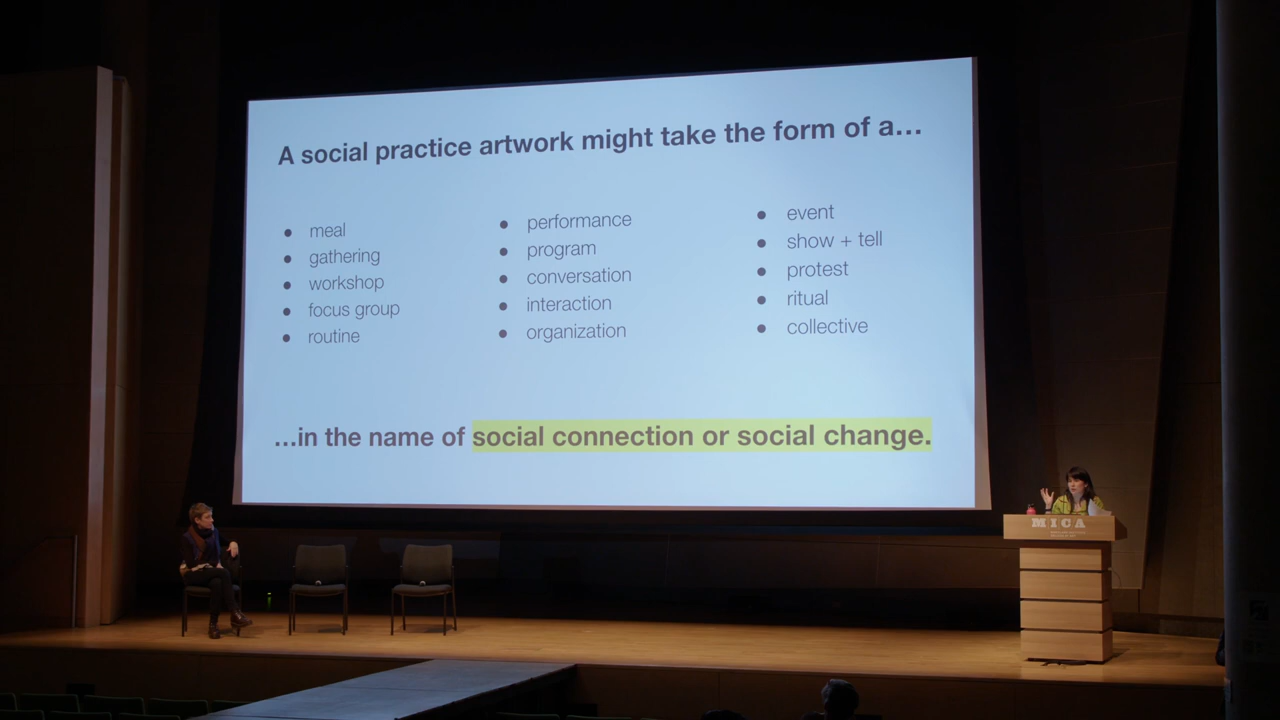 A social practice artwork might take the form of a…
meal
gathering
workshop
focus group
routine
performance
program
conversation
interaction
organization
event
show + tell
protest
ritual
collective
…in the name of social connection or social change.
MICA